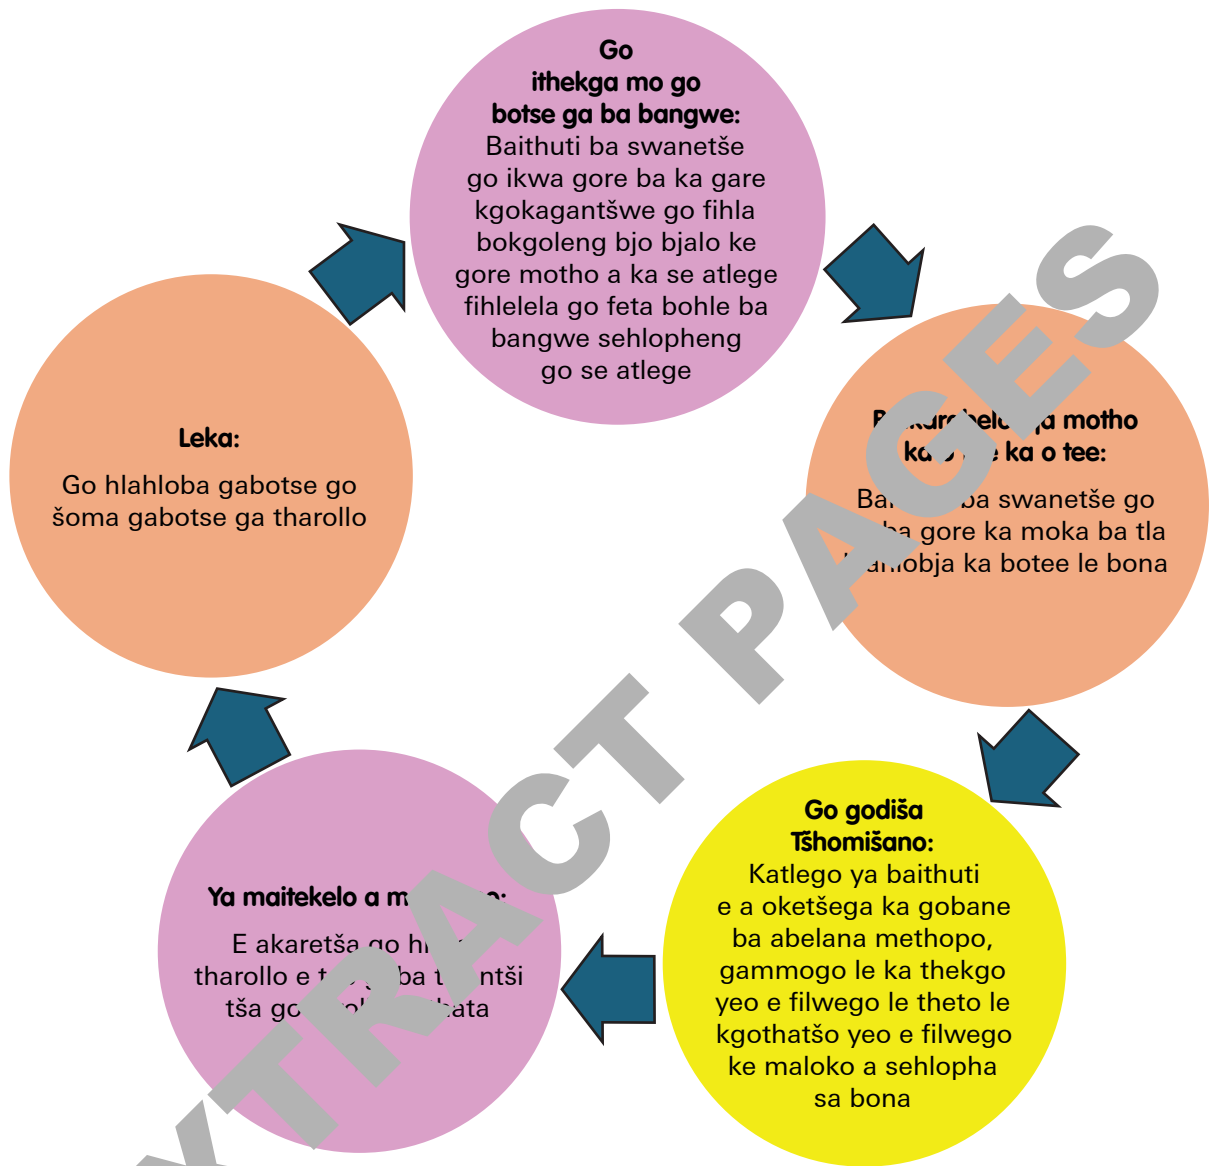 Go
ithekga mo go
botse ga ba bangwe:
Baithuti ba swanetše
go ikwa gore ba ka gare
kgokagantšwe go fihla
bokgoleng bjo bjalo ke
gore motho a ka se atlege
fihlelela go feta bohle ba
bangwe sehlopheng
go se atlege
motho
ka o tee:
ba swanetše go
gore ka moka ba tla
ka botee le bona
Go godiša
Tšhomišano:
Katlego ya baithuti
e a oketšega ka gobane
ba abelana methopo,
gammogo le ka thekgo
yeo e filwego le theto le
kgothatšo yeo e filwego
ke maloko a sehlopha
sa bona
Ya maitekelo a
E akaretša go
tharollo e
tša
Leka:
Go hlahloba gabotse go
šoma gabotse ga tharollo
XTRACT PAGES